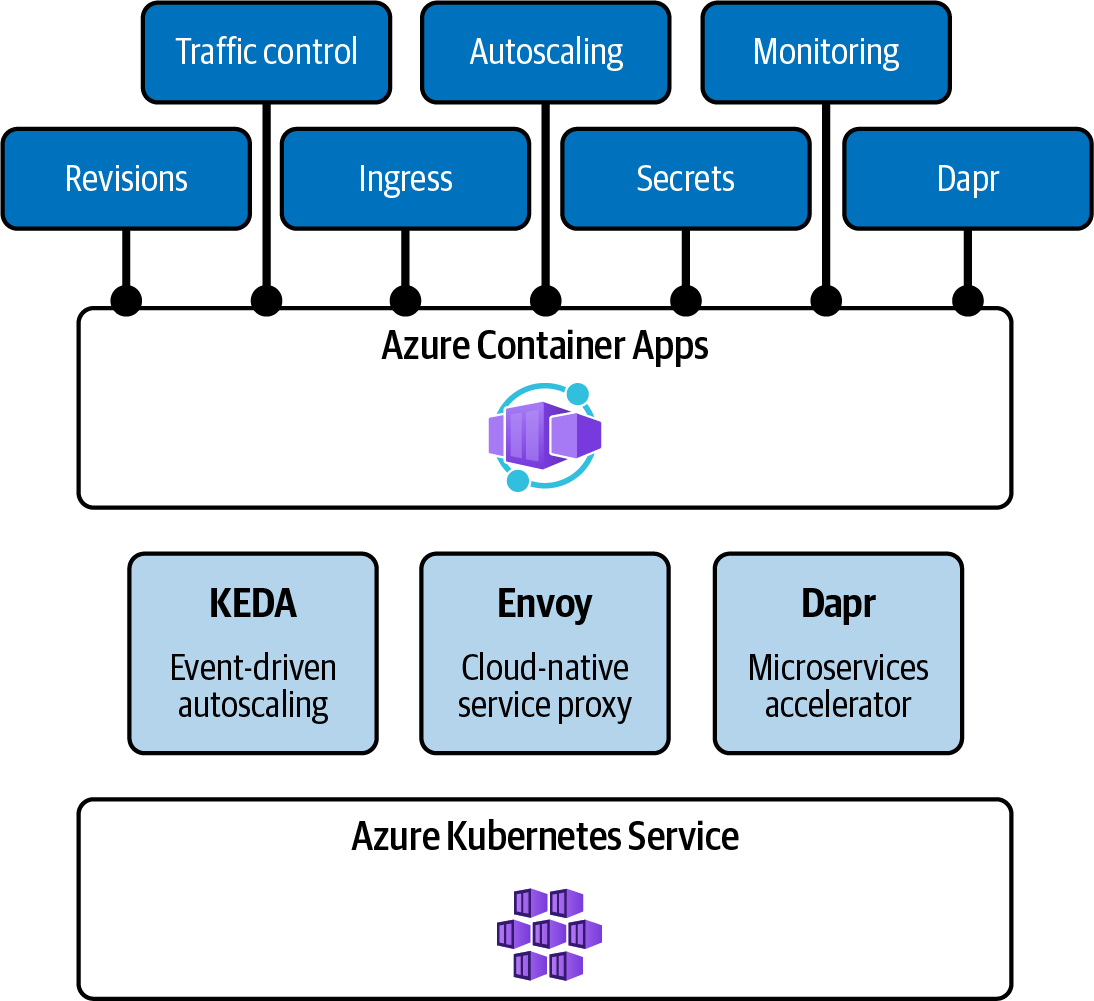 Traffic control
Autoscaling
Monitoring
Revisions
Ingress
Secrets
Dapr
Azure Container Apps
KEDA
Event-driven
autoscaling
Envoy
Cloud-native
service proxy
Dapr
Microservices
accelerator
Azure Kubernetes Service